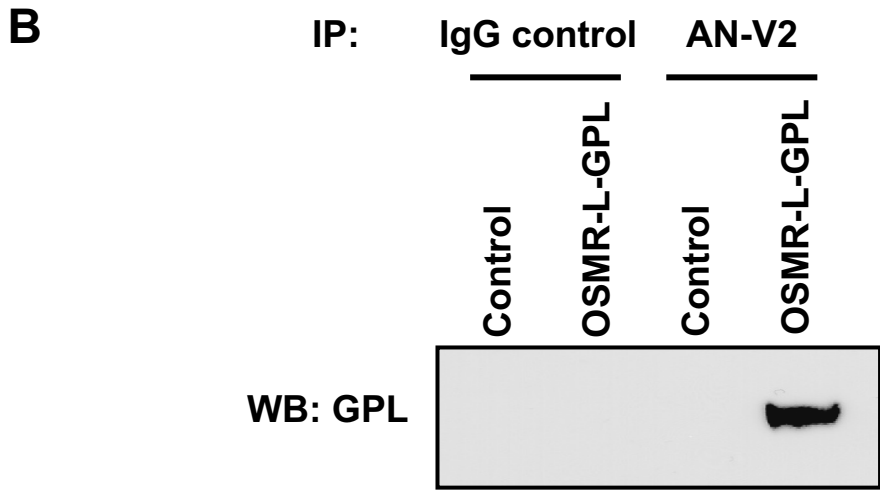 B
IP: IgG control AN-V2
Control OSMR-L-GPL Control OSMR-L-GPL
WB: GPL